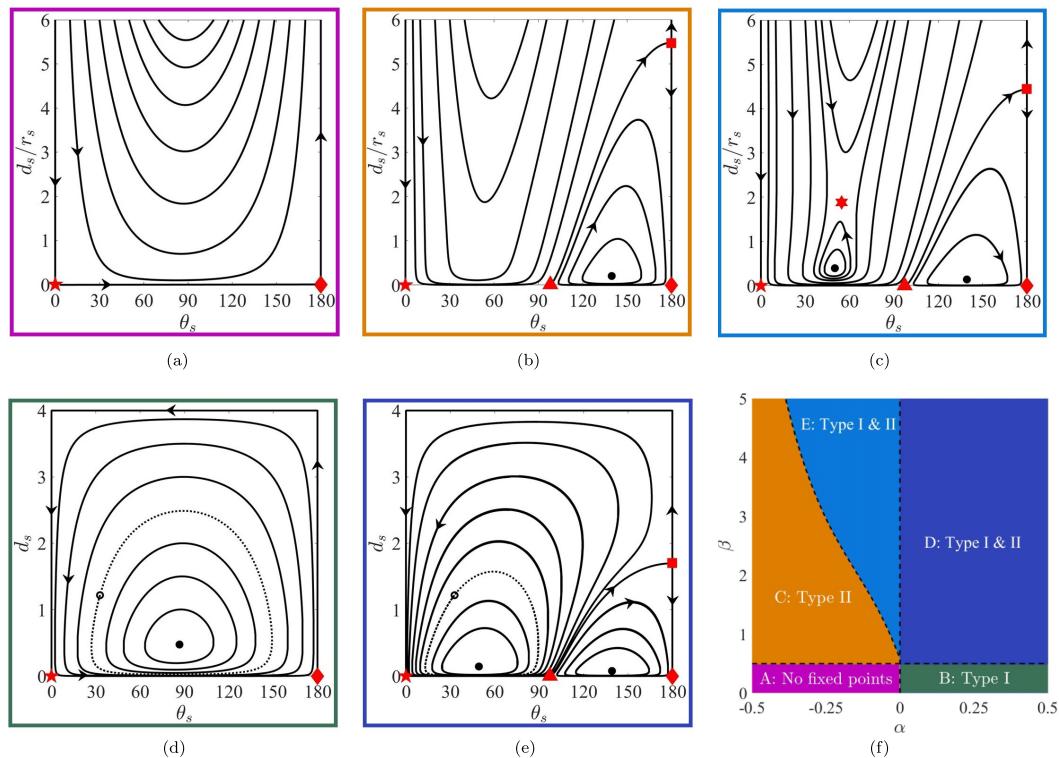 6
5
4
3
2
1
0
d_s/r_s
0 30 60 90 120 150 180
θ_s
(a)
6
5
4
3
2
1
0
d_s/r_s
0 30 60 90 120 150 180
θ_s
(b)
6
5
4
3
2
1
0
d_s/r_s
0 30 60 90 120 150 180
θ_s
(c)
4
3
2
1
0
d_s
0 30 60 90 120 150 180
θ_s
(d)
4
3
2
1
0
d_s
0 30 60 90 120 150 180
θ_s
(e)
5
4
3
2
1
0
β
E: Type I & II
D: Type I & II
C: Type II
A: No fixed points
B: Type I
-0.5 -0.25 0 0.25 0.5
α
(f)